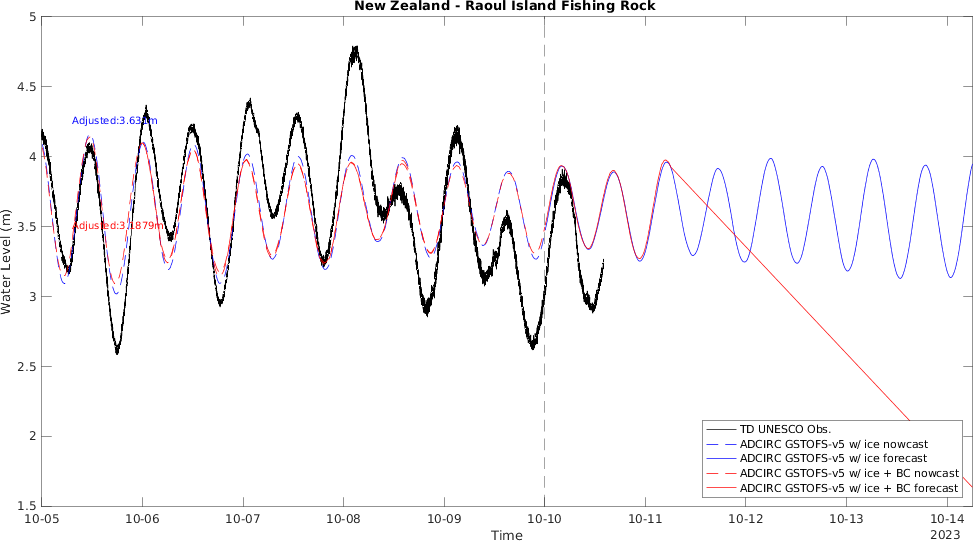 New Zealand - Raoul Island Fishing Rock
5
4.5
4
3.5
3
2.5
2
1.5
Water Level (m)
Adjusted:3.63
Adjusted:3.1879m
10-05
10-06
10-07
10-08
10-09
10-10
10-11
10-12
10-13
10-14
2023
Time
TD UNESCO Obs.
ADCIRC GSTOFS-v5 w/ ice nowcast
ADCIRC GSTOFS-v5 w/ ice forecast
ADCIRC GSTOFS-v5 w/ ice + BC nowcast
ADCIRC GSTOFS-v5 w/ ice + BC forecast